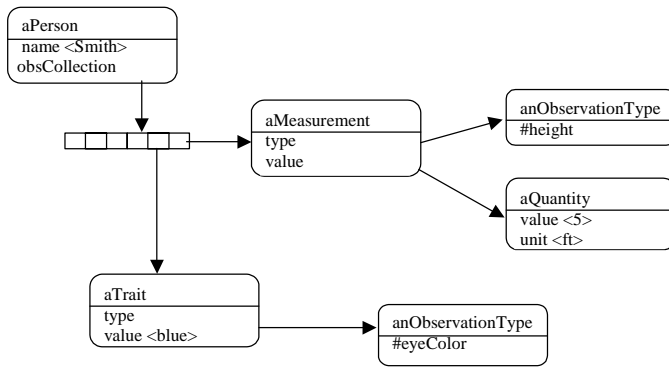 aPerson
name <Smith>
obsCollection
aMeasurement
type
value
anObservationType
#height
aQuantity
value <5>
unit <ft>
aTrait
type
value <blue>
anObservationType
#eyeColor